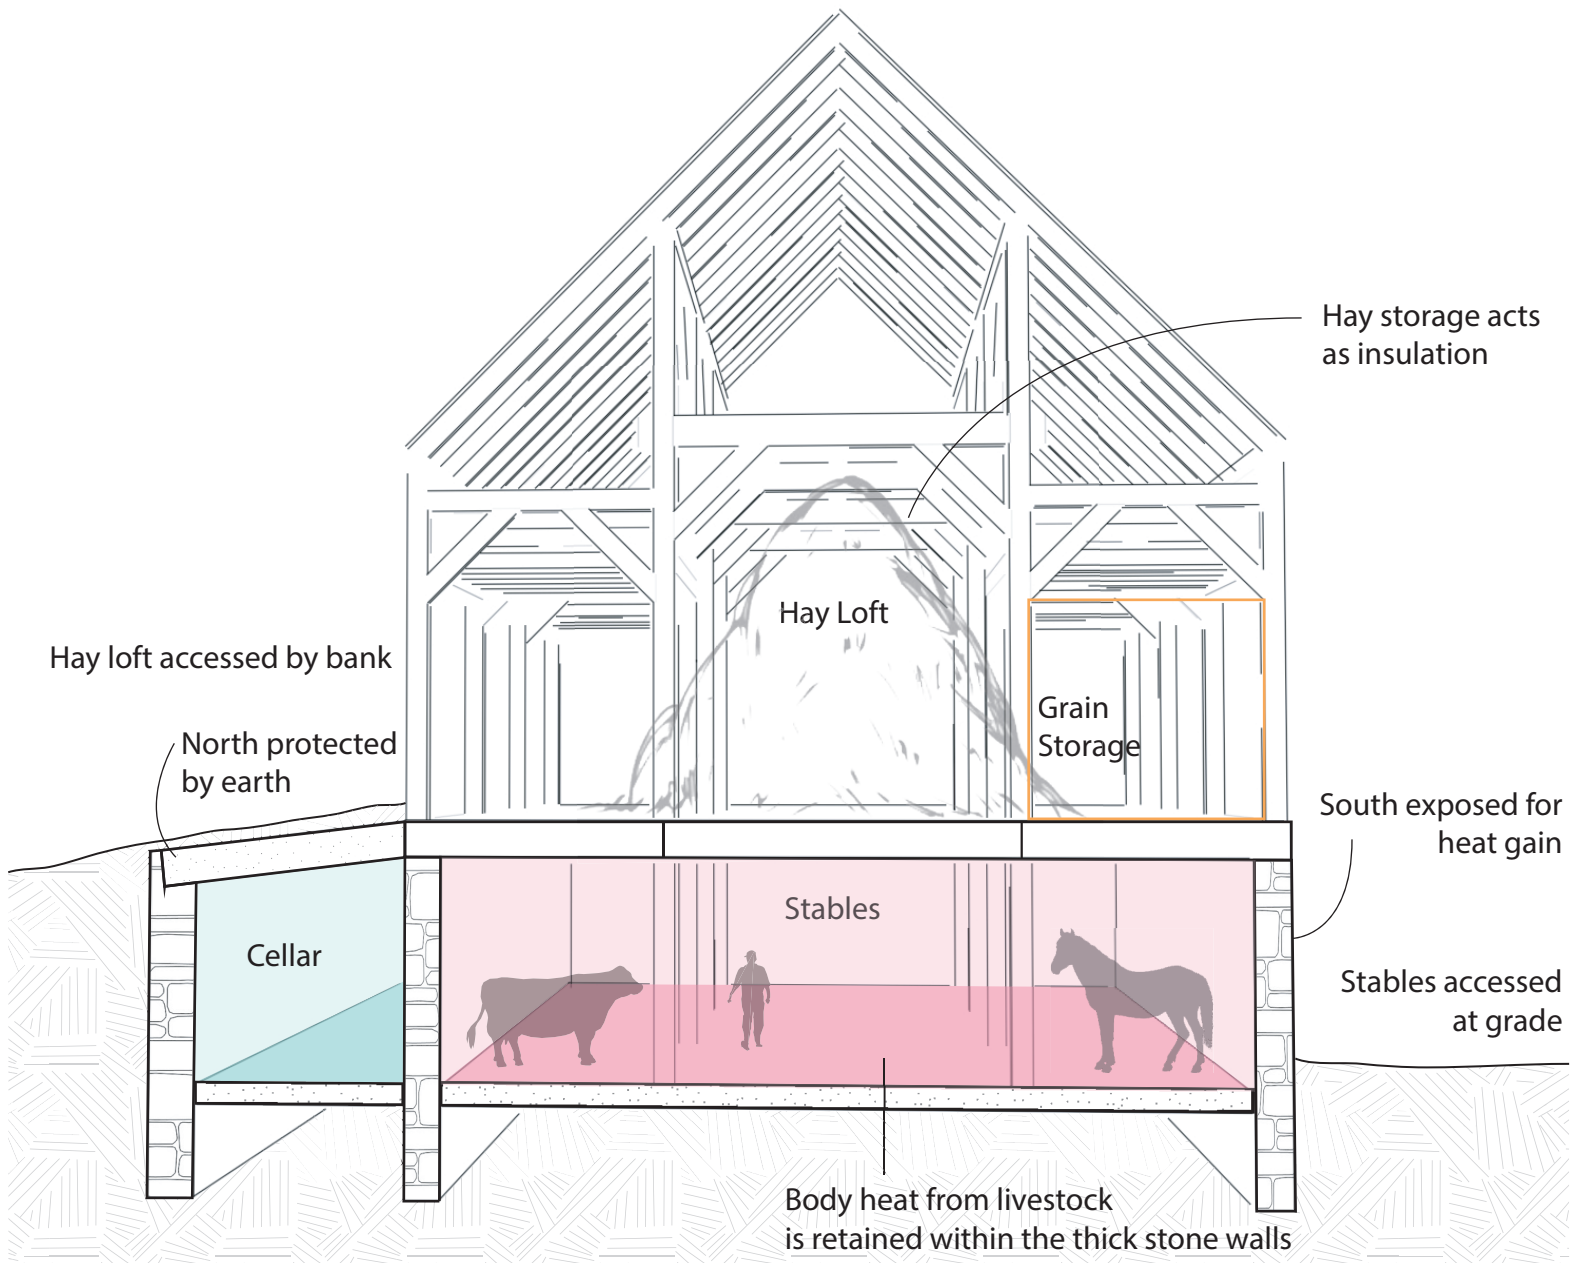 Hay storage acts
as insulation
Hay Loft
Hay loft accessed by bank
Grain
Storage
North protected
by earth
South exposed for
heat gain
Stables
Cellar
Stables accessed
at grade
Body heat from livestock
is retained within the thick stone walls